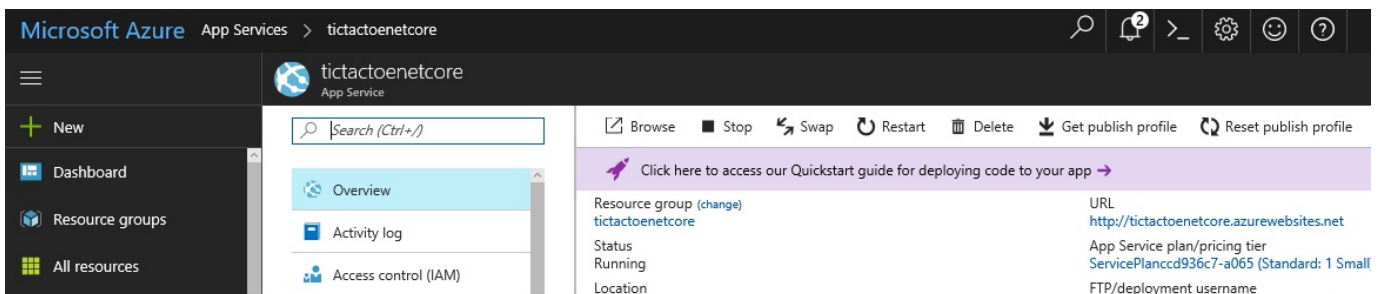 Microsoft Azure App Services > tictactoenetcore
2
tictactoenetcore
App Service
New
Search (Ctrl+/)
Browse Stop Swap Restart Delete Get publish profile Reset publish profile
Click here to access our Quickstart guide for deploying code to your app →
Dashboard
Overview
Resource group (change)
tictactoenetcore
URL
http://tictactoenetcore.azurewebsites.net
Resource groups
Activity log
Status
Running
App Service plan/pricing tier
ServicePlanccd936c7-a065 (Standard: 1 Small)
All resources
Access control (IAM)
Location
FTP/deployment username